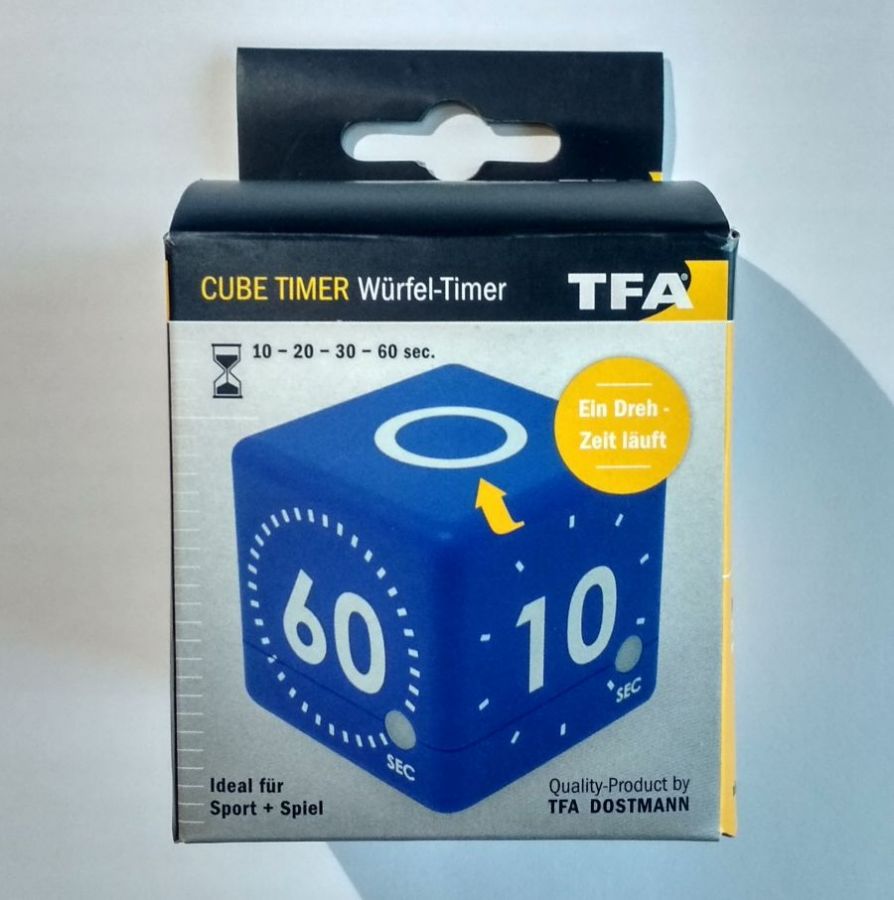 CUBE TIMER Würfel-Timer
TFA®
10 – 20 – 30 – 60 sec.
Ein Dreh -
Zeit läuft
60
SEC
10
SEC
Ideal für
Sport + Spiel
Quality-Product by
TFA DOSTMANN